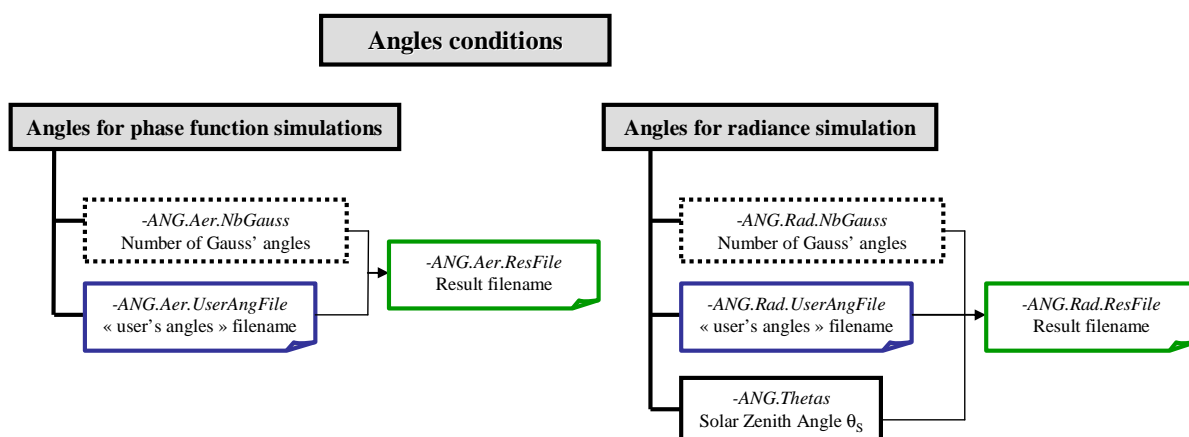 Angles conditions
Angles for phase function simulations
-ANG.Aer.NbGauss
Number of Gauss’ angles
-ANG.Aer.UserAngFile
« user’s angles » filename
-ANG.Aer.ResFile
Result filename
Angles for radiance simulation
-ANG.Rad.NbGauss
Number of Gauss’ angles
-ANG.Rad.UserAngFile
« user’s angles » filename
-ANG.Thetas
Solar Zenith Angle θS
-ANG.Rad.ResFile
Result filename